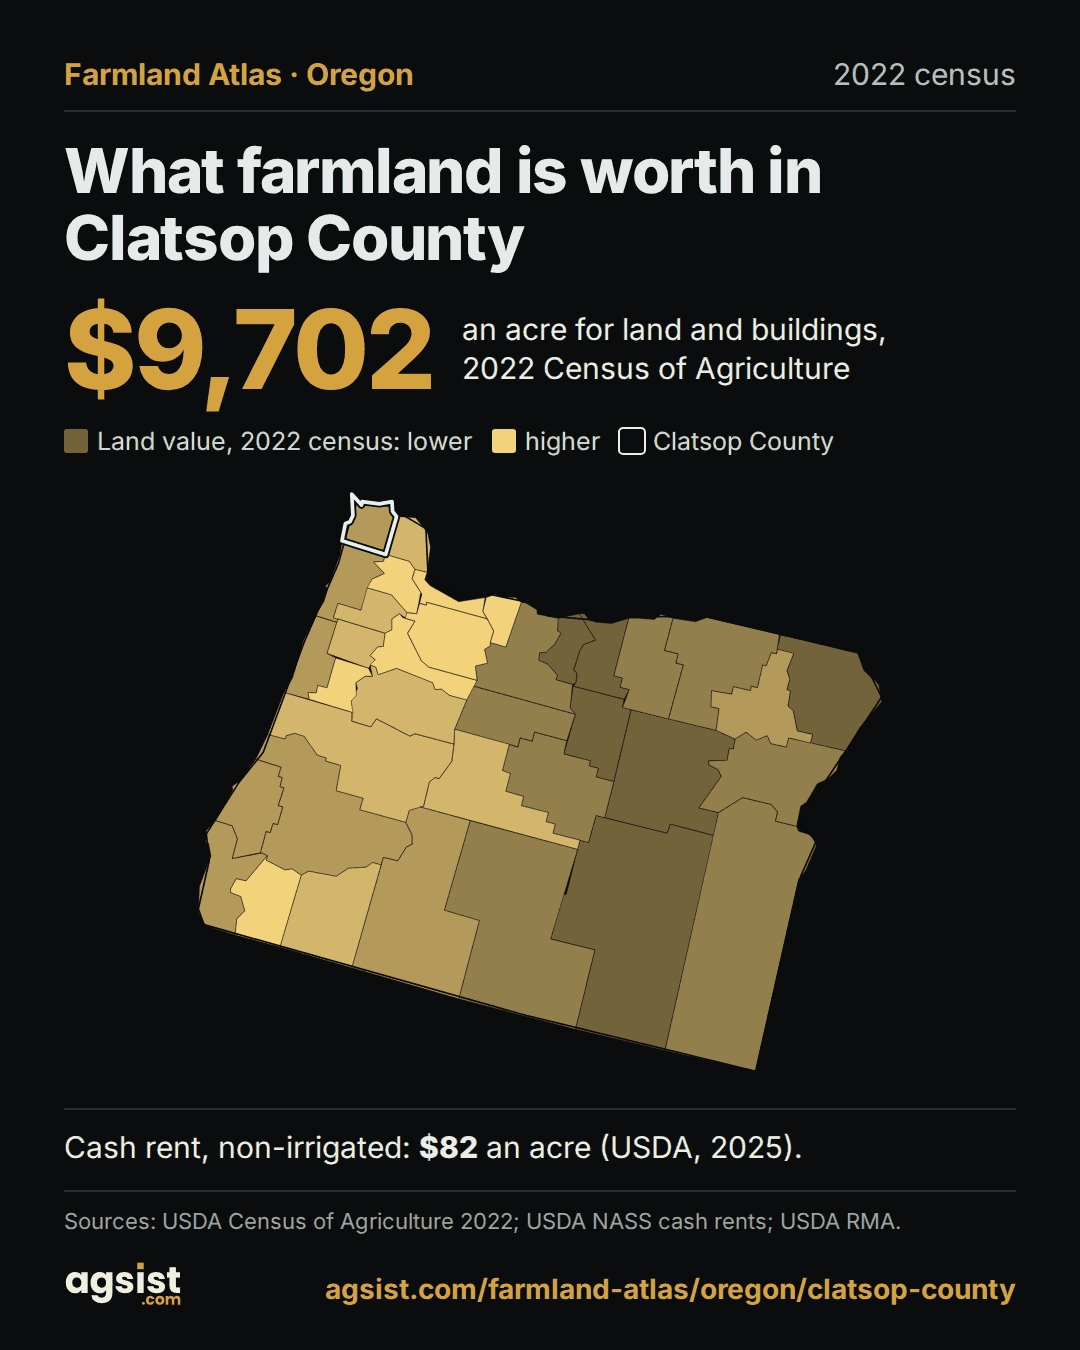 Farmland Atlas · Oregon
2022 census
What farmland is worth in
Clatsop County
$9,702
an acre for land and buildings,
2022 Census of Agriculture
Land value, 2022 census: lower
higher
Clatsop County
Cash rent, non-irrigated: $82 an acre (USDA, 2025).
Sources: USDA Census of Agriculture 2022; USDA NASS cash rents; USDA RMA.
agsist
.com
agsist.com/farmland-atlas/oregon/clatsop-county